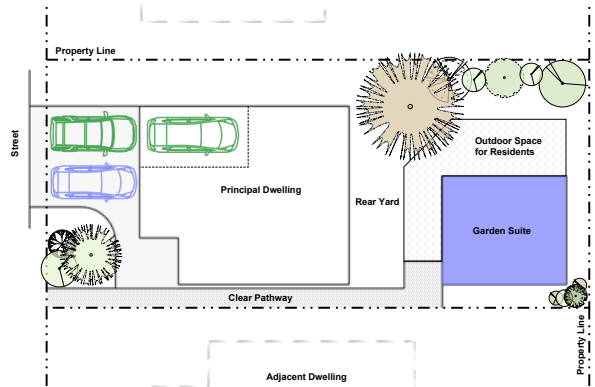 Property Line
Street
Outdoor Space
for Residents
Principal Dwelling
Rear Yard
Garden Suite
Clear Pathway
Property Line
Adjacent Dwelling